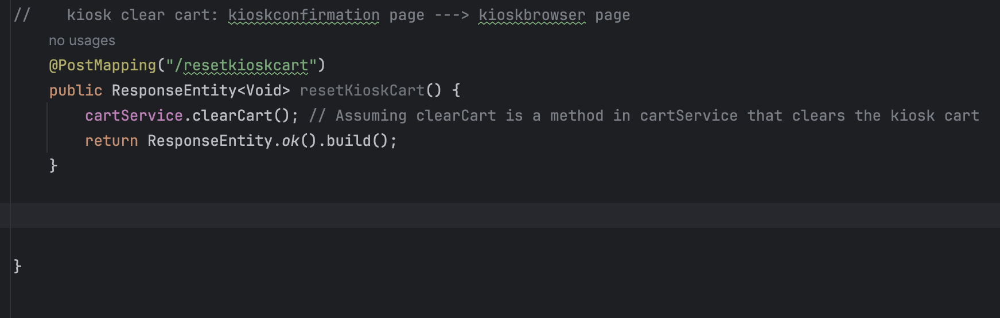 //    kiosk clear cart: kioskconfirmation page ---> kioskbrowser page
no usages
@PostMapping("/resetkioskcart")
public ResponseEntity<Void> resetKioskCart() {
cartService.clearCart(); // Assuming clearCart is a method in cartService that clears the kiosk cart
return ResponseEntity.ok().build();
}
}